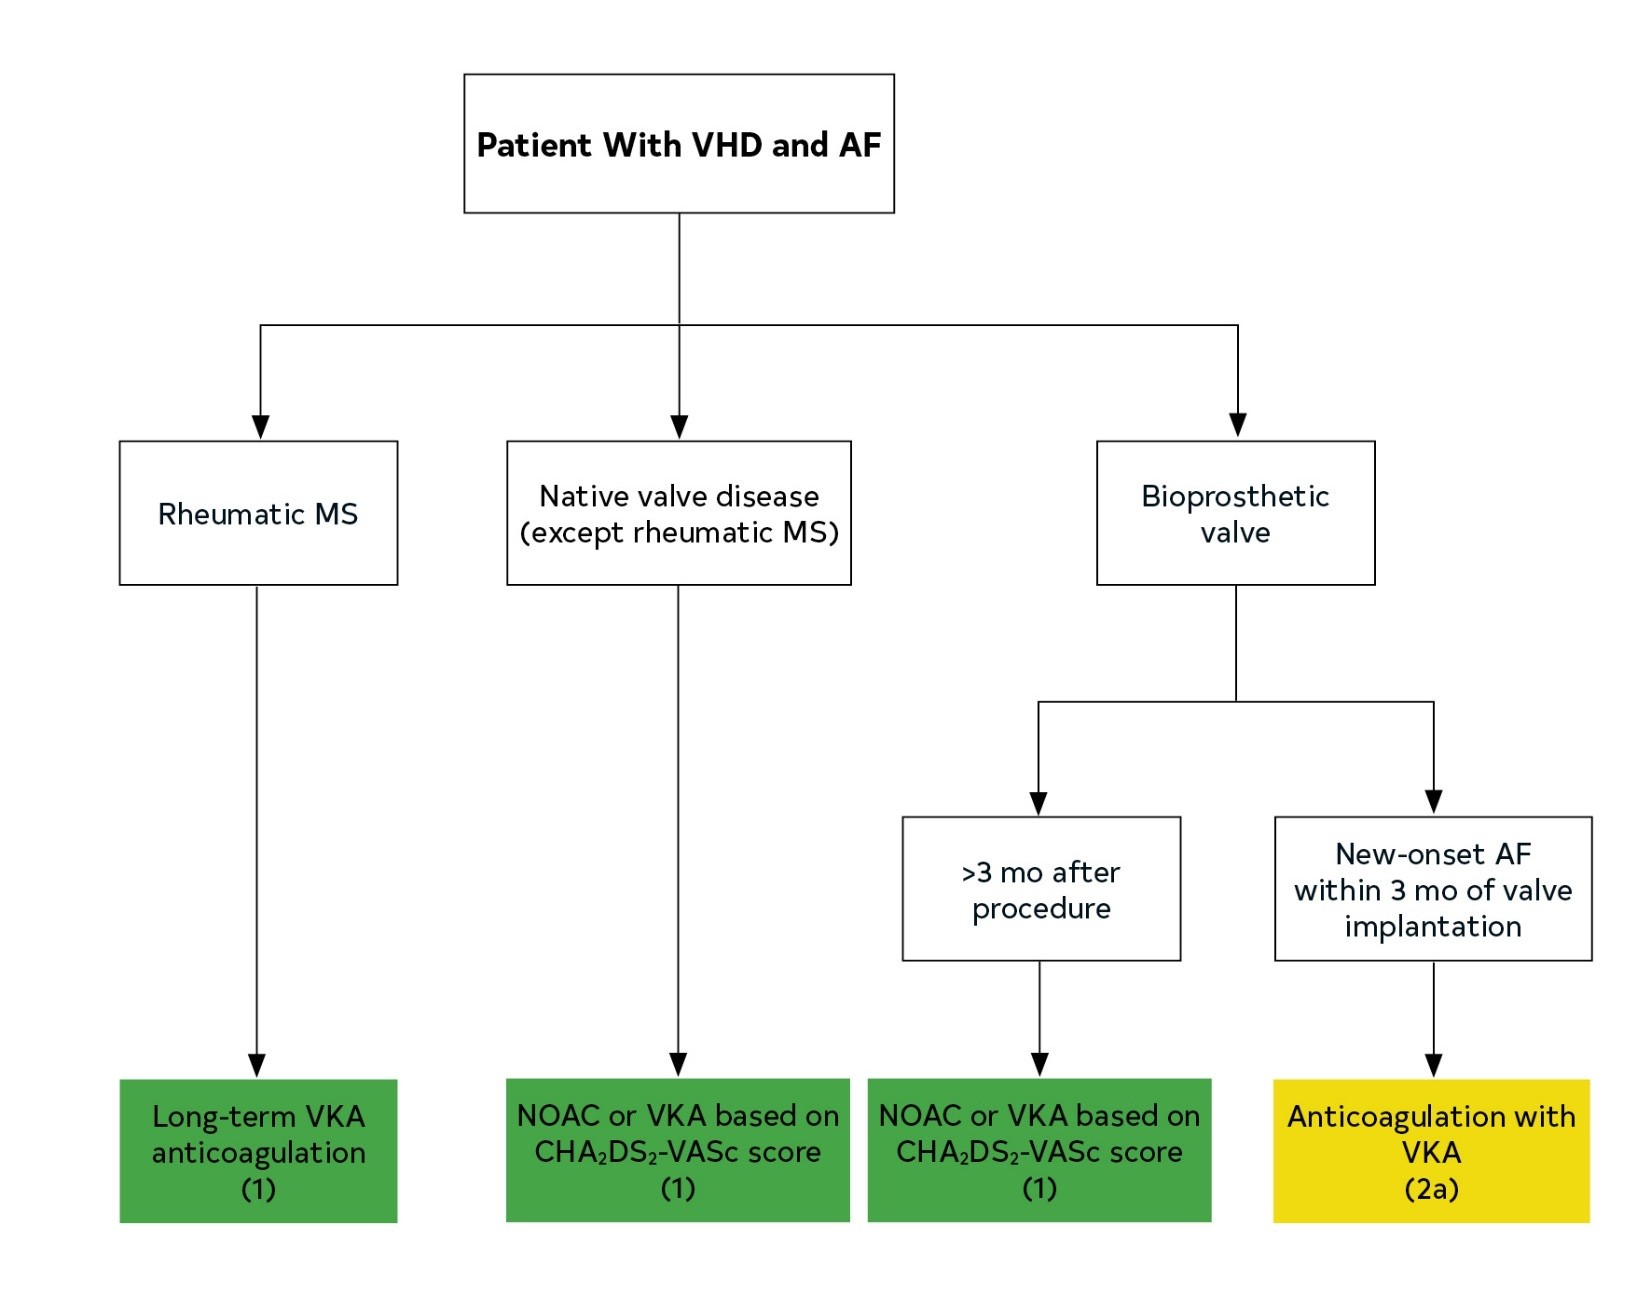 Patient With VHD and AF
Rheumatic MS
Native valve disease
(except rheumatic MS)
Bioprosthetic
valve
>3 mo after
procedure
New-onset AF
within 3 mo of valve
implantation
Long-term VKA
anticoagulation
(1)
NOAC or VKA based on
CHA₂DS₂-VASc score
(1)
NOAC or VKA based on
CHA₂DS₂-VASc score
(1)
Anticoagulation with
VKA
(2a)